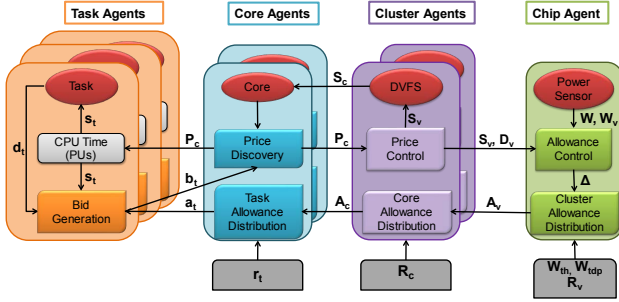 Task Agents
Core Agents
Cluster Agents
Chip Agent
Task
Core
DVFS
Power
Sensor
S_c
d_t
s_t
S_v
W, W_v
CPU Time
(PUs)
P_c
Price
Discovery
P_c
Price
Control
S_v, D_v
Allowance
Control
s_t
b_t
Δ
Bid
Generation
a_t
Task
Allowance
Distribution
A_c
Core
Allowance
Distribution
A_v
Cluster
Allowance
Distribution
r_t
R_c
W_th, W_tdp
R_v